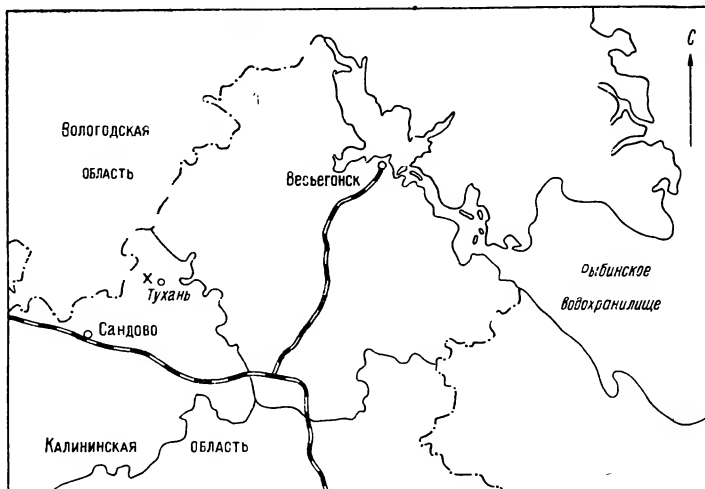 С
ВОЛОГОДСКАЯ
ОБЛАСТЬ
ВЕСЬЕГОНСК
х
Тухань
Рыбинское
водохранилище
САНДОВО
КАЛИНИНСКАЯ ОБЛАСТЬ